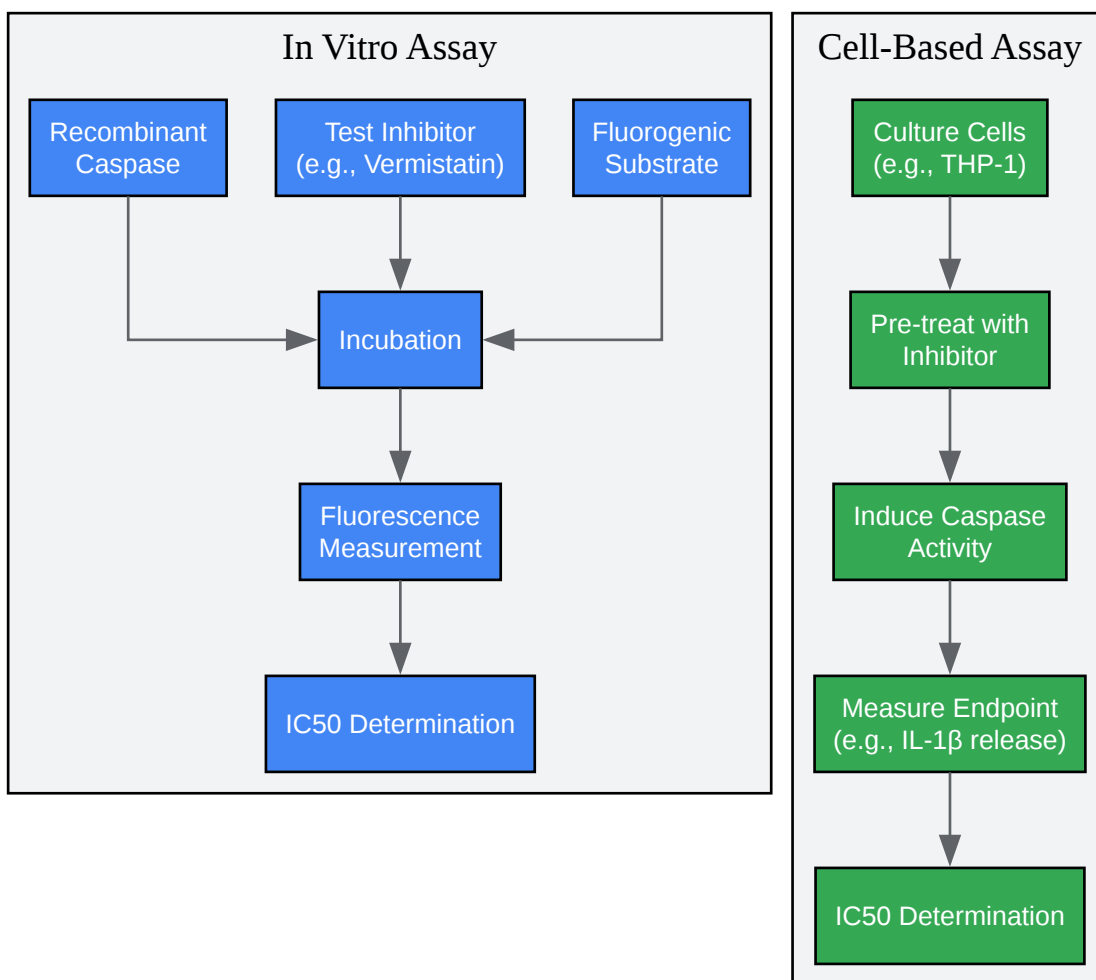 In Vitro Assay
Recombinant
Caspase
Test Inhibitor
(e.g., Vermistatin)
Fluorogenic
Substrate
Incubation
Fluorescence
Measurement
IC50 Determination
Cell-Based Assay
Culture Cells
(e.g., THP-1)
Pre-treat with
Inhibitor
Induce Caspase
Activity
Measure Endpoint
(e.g., IL-1β release)
IC50 Determination